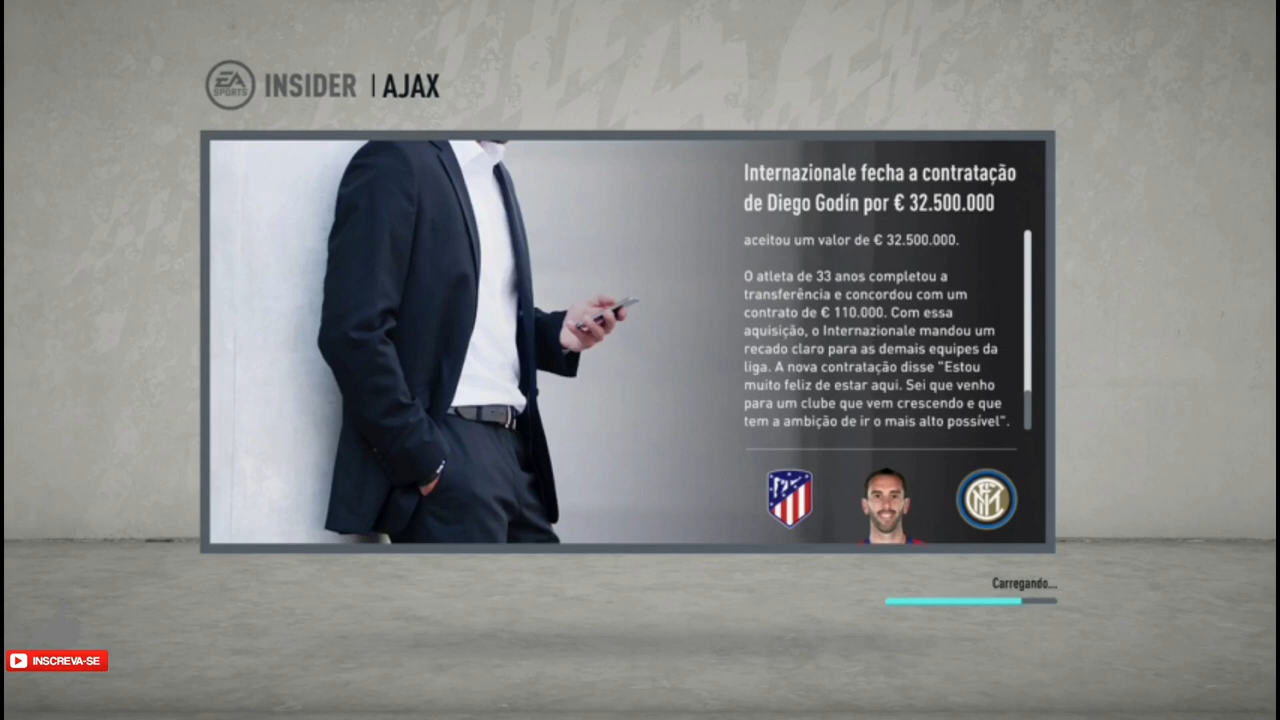 EA SPORTS INSIDER | AJAX
Internazionale fecha a contratação
de Diego Godín por € 32.500.000
aceitou um valor de € 32.500.000.
O atleta de 33 anos completou a
transferência e concordou com um
contrato de € 110.000. Com essa
aquisição, o Internazionale mandou um
recado claro para as demais equipes da
liga. A nova contratação disse "Estou
muito feliz de estar aqui. Sei que venho
para um clube que vem crescendo e que
tem a ambição de ir o mais alto possível".
Carregando...
INSCREVA-SE